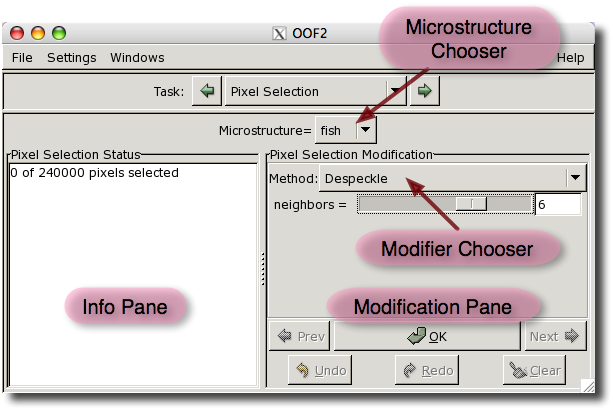 OOF2
Microstructure
Chooser
File Settings Windows Help
Task: Pixel Selection
Microstructure= fish
Pixel Selection Status
0 of 240000 pixels selected
Info Pane
Pixel Selection Modification
Method: Despeckle
neighbors = 6
Modifier Chooser
Modification Pane
Prev OK Next
Undo Redo Clear